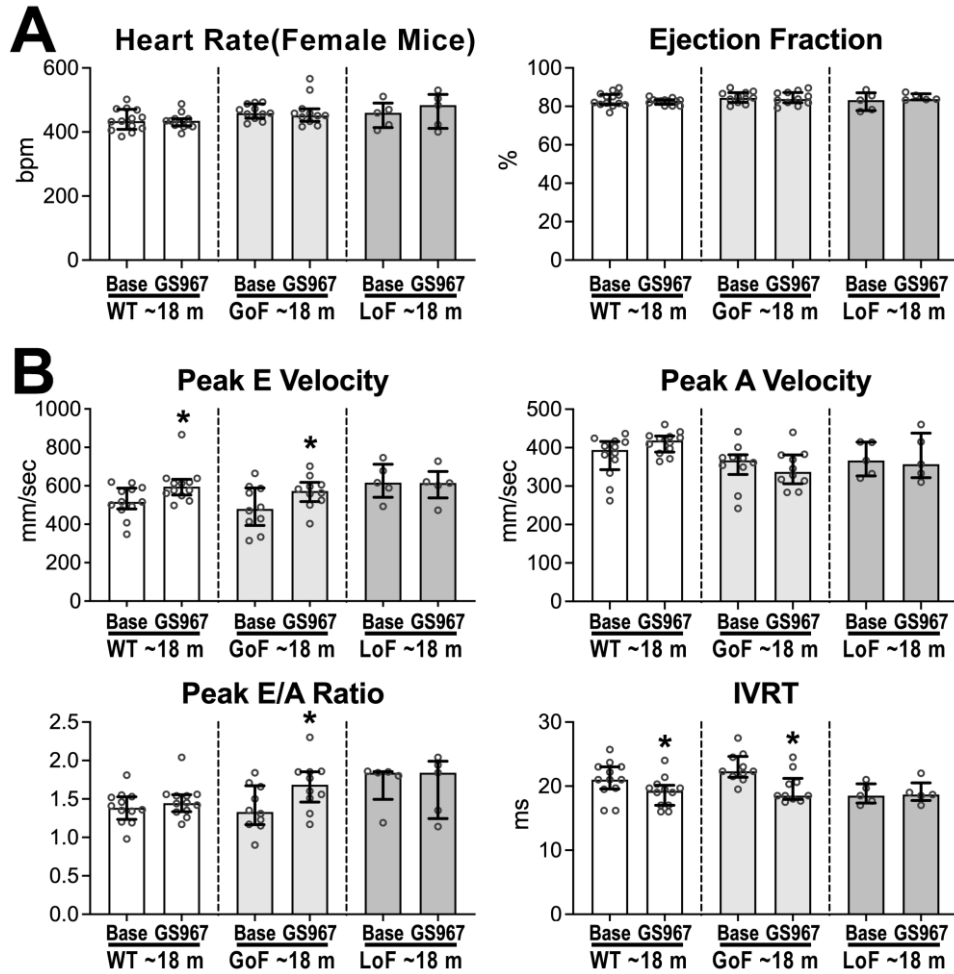 A
Heart Rate(Female Mice)
600
400
200
0
bpm
Base GS967 Base GS967 Base GS967
WT ~18 m GoF ~18 m LoF ~18 m
Ejection Fraction
100
80
60
40
20
0
%
Base GS967 Base GS967 Base GS967
WT ~18 m GoF ~18 m LoF ~18 m
B
Peak E Velocity
1000
800
600
400
200
0
mm/sec
* *
Base GS967 Base GS967 Base GS967
WT ~18 m GoF ~18 m LoF ~18 m
Peak A Velocity
500
400
300
200
100
0
mm/sec
Base GS967 Base GS967 Base GS967
WT ~18 m GoF ~18 m LoF ~18 m
Peak E/A Ratio
2.5
2.0
1.5
1.0
0.5
0.0
*
Base GS967 Base GS967 Base GS967
WT ~18 m GoF ~18 m LoF ~18 m
IVRT
30
20
10
0
ms
* *
Base GS967 Base GS967 Base GS967
WT ~18 m GoF ~18 m LoF ~18 m